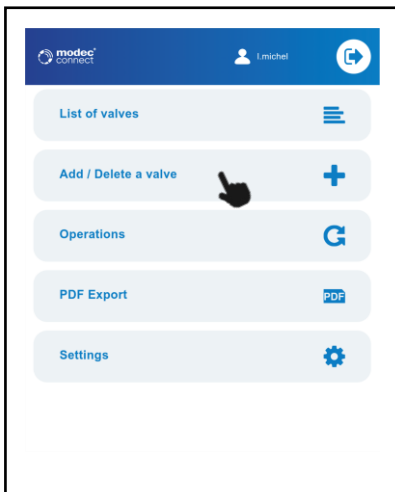 modec
connect
l.michel
List of valves
Add / Delete a valve
Operations
PDF Export
PDF
Settings